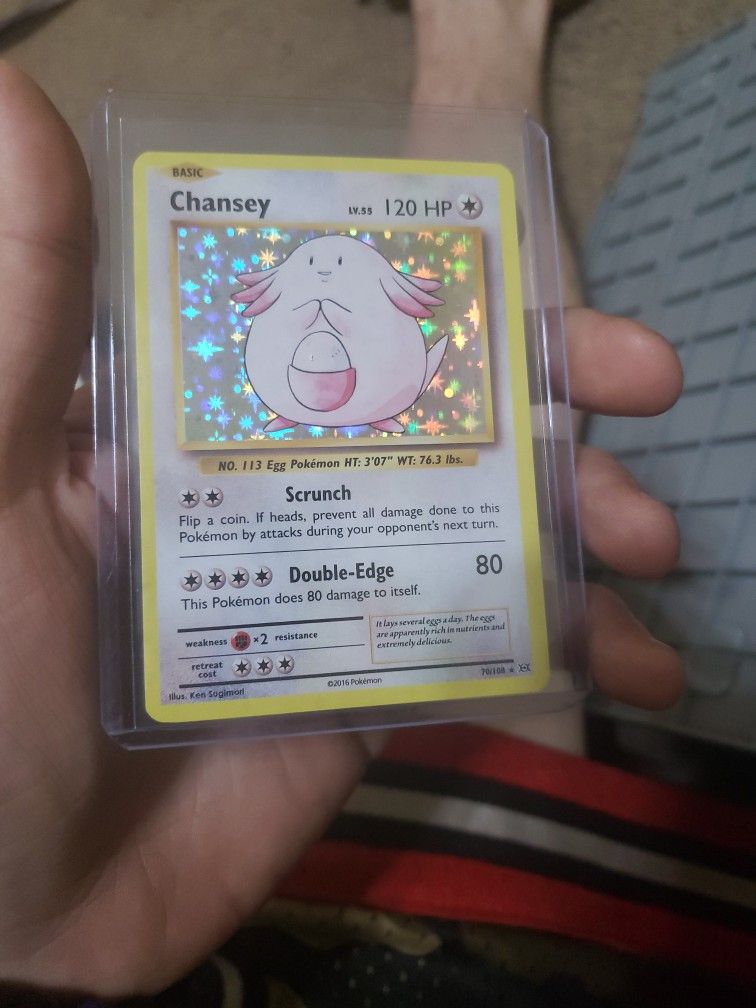 BASIC
Chansey LV.55 120 HP
NO. 113 Egg Pokémon HT: 3'07" WT: 76.3 lbs.
Scrunch
Flip a coin. If heads, prevent all damage done to this
Pokémon by attacks during your opponent's next turn.
Double-Edge 80
This Pokémon does 80 damage to itself.
weakness ×2 resistance
retreat
cost
It lays several eggs a day. The eggs
are apparently rich in nutrients and
extremely delicious.
Illus. Ken Sugimori
©2016 Pokémon
70/108